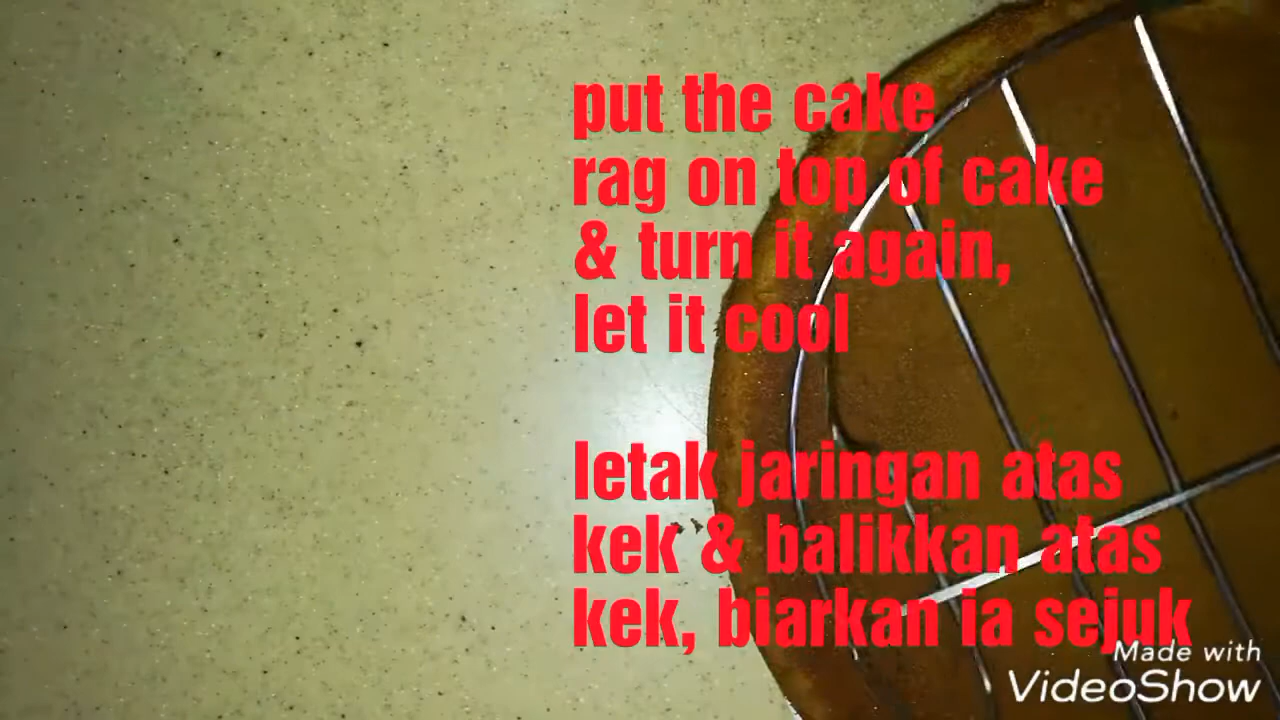 put the cake
rag on top of cake
& turn it again,
let it cool
letak jaringan atas
kek & balikkan atas
kek, biarkan ia sejuk
Made with
VideoShow